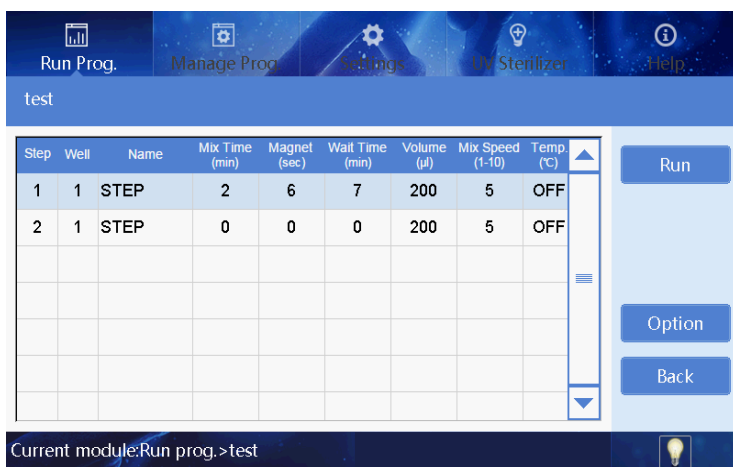 Run Prog. Manage Prog. Settings UV Sterilizer Help
test
Step Well Name Mix Time (min) Magnet (sec) Wait Time (min) Volume (µl) Mix Speed (1-10) Temp. (℃)
1 1 STEP 2 6 7 200 5 OFF
2 1 STEP 0 0 0 200 5 OFF
Run
Option
Back
Current module:Run prog.>test